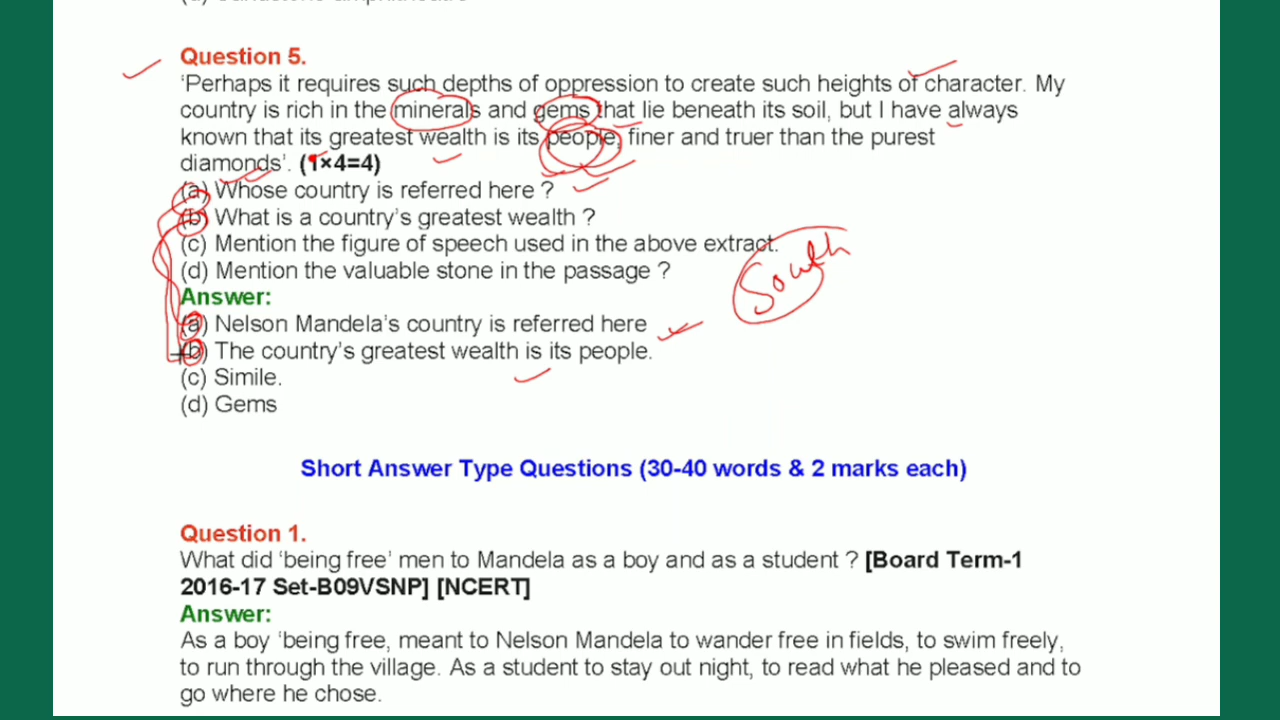 Question 5.
‘Perhaps it requires such depths of oppression to create such heights of character. My
country is rich in the minerals and gems that lie beneath its soil, but I have always
known that its greatest wealth is its people, finer and truer than the purest
diamonds’. (1×4=4)
(a) Whose country is referred here ?
(b) What is a country’s greatest wealth ?
(c) Mention the figure of speech used in the above extract.
(d) Mention the valuable stone in the passage ?
South
Answer:
(a) Nelson Mandela’s country is referred here
(b) The country’s greatest wealth is its people.
(c) Simile.
(d) Gems
Short Answer Type Questions (30-40 words & 2 marks each)
Question 1.
What did ‘being free’ men to Mandela as a boy and as a student ? [Board Term-1
2016-17 Set-B09VSNP] [NCERT]
Answer:
As a boy ‘being free, meant to Nelson Mandela to wander free in fields, to swim freely,
to run through the village. As a student to stay out night, to read what he pleased and to
go where he chose.